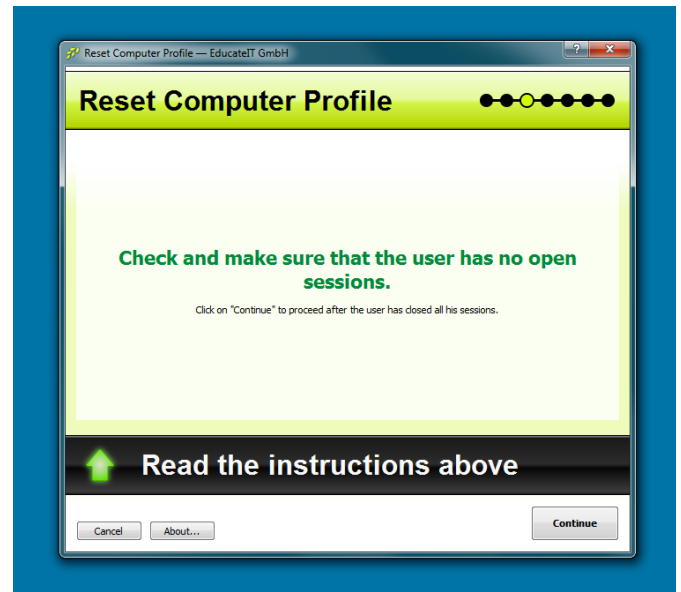 Reset Computer Profile — EducateIT GmbH
?
Reset Computer Profile
Check and make sure that the user has no open
sessions.
Click on "Continue" to proceed after the user has closed all his sessions.
Read the instructions above
Cancel
About...
Continue